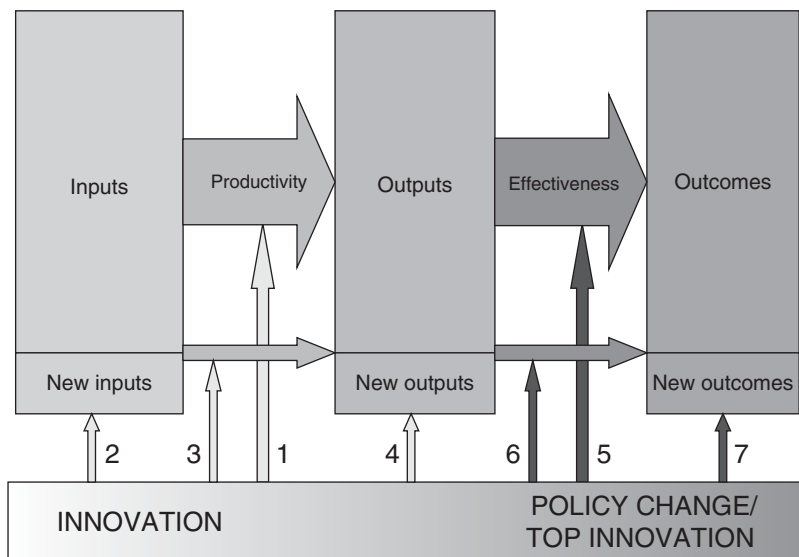 Inputs
Productivity
Outputs
Effectiveness
Outcomes
New inputs
New outputs
New outcomes
2
3
1
4
6
5
7
INNOVATION
POLICY CHANGE/
TOP INNOVATION